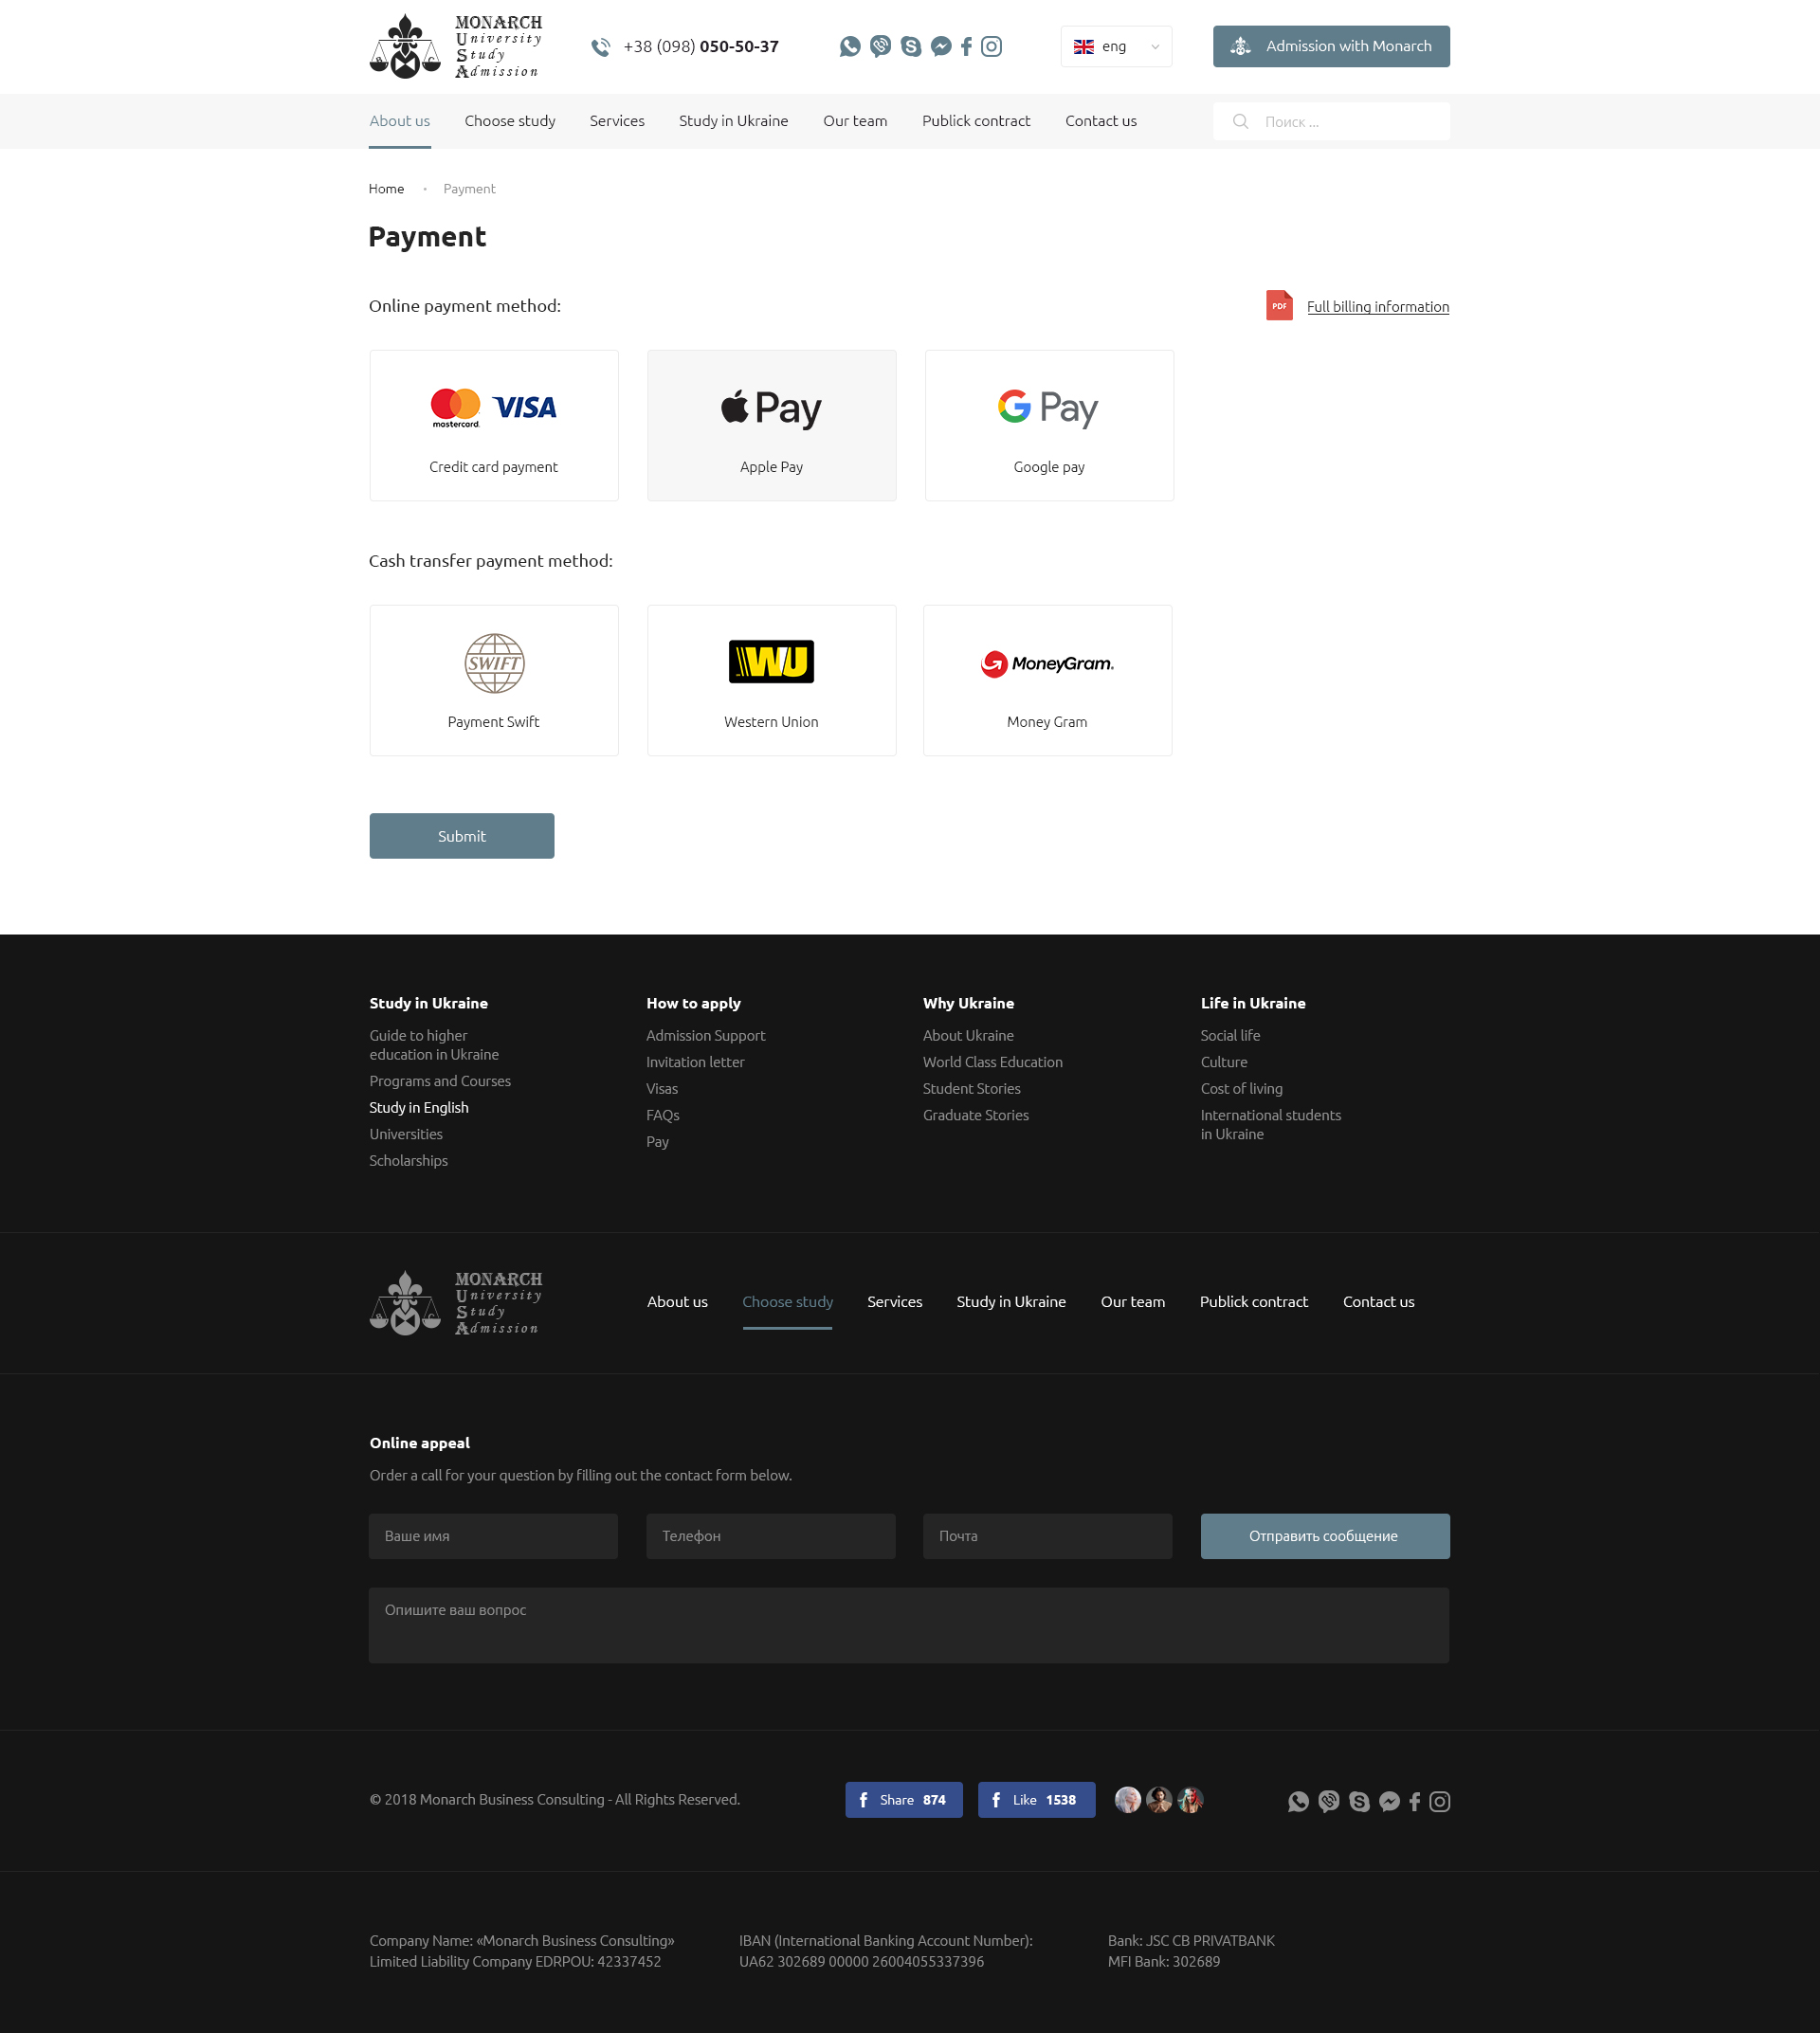 MONARCH
University
Study
Admission
B C
+38 (098) 050-50-37
eng
Admission with Monarch
About us
Choose study
Services
Study in Ukraine
Our team
Publick contract
Contact us
Поиск ...
Home • Payment
Payment
Online payment method:
PDF
Full billing information
mastercard.
VISA
Credit card payment
Pay
Apple Pay
G Pay
Google pay
Cash transfer payment method:
SWIFT
Payment Swift
WU
Western Union
MoneyGram.
Money Gram
Submit
Study in Ukraine
Guide to higher
education in Ukraine
Programs and Courses
Study in English
Universities
Scholarships
How to apply
Admission Support
Invitation letter
Visas
FAQs
Pay
Why Ukraine
About Ukraine
World Class Education
Student Stories
Graduate Stories
Life in Ukraine
Social life
Culture
Cost of living
International students
in Ukraine
MONARCH
University
Study
Admission
B C
About us
Choose study
Services
Study in Ukraine
Our team
Publick contract
Contact us
Online appeal
Order a call for your question by filling out the contact form below.
Ваше имя
Телефон
Почта
Отправить сообщение
Опишите ваш вопрос
© 2018 Monarch Business Consulting - All Rights Reserved.
Share 874
Like 1538
Company Name: «Monarch Business Consulting»
Limited Liability Company EDRPOU: 42337452
IBAN (International Banking Account Number):
UA62 302689 00000 26004055337396
Bank: JSC CB PRIVATBANK
MFI Bank: 302689